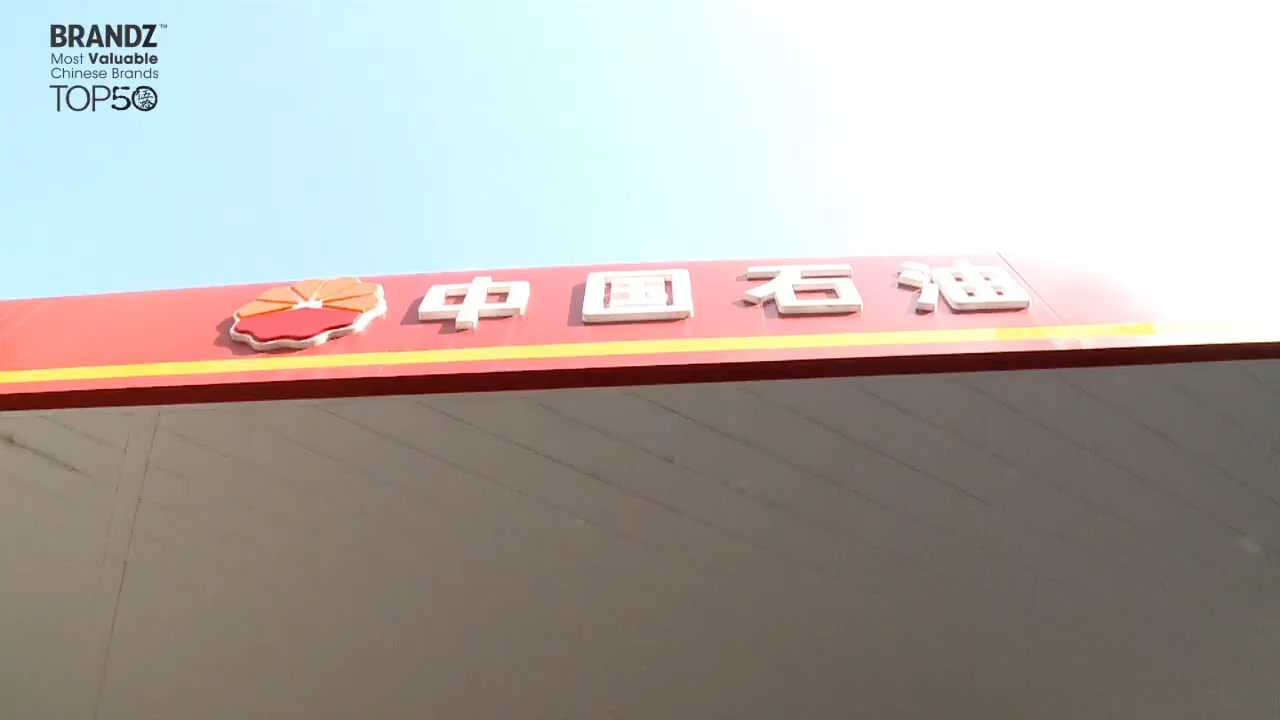 BRANDZ™
Most Valuable
Chinese Brands
TOP50
中国石油